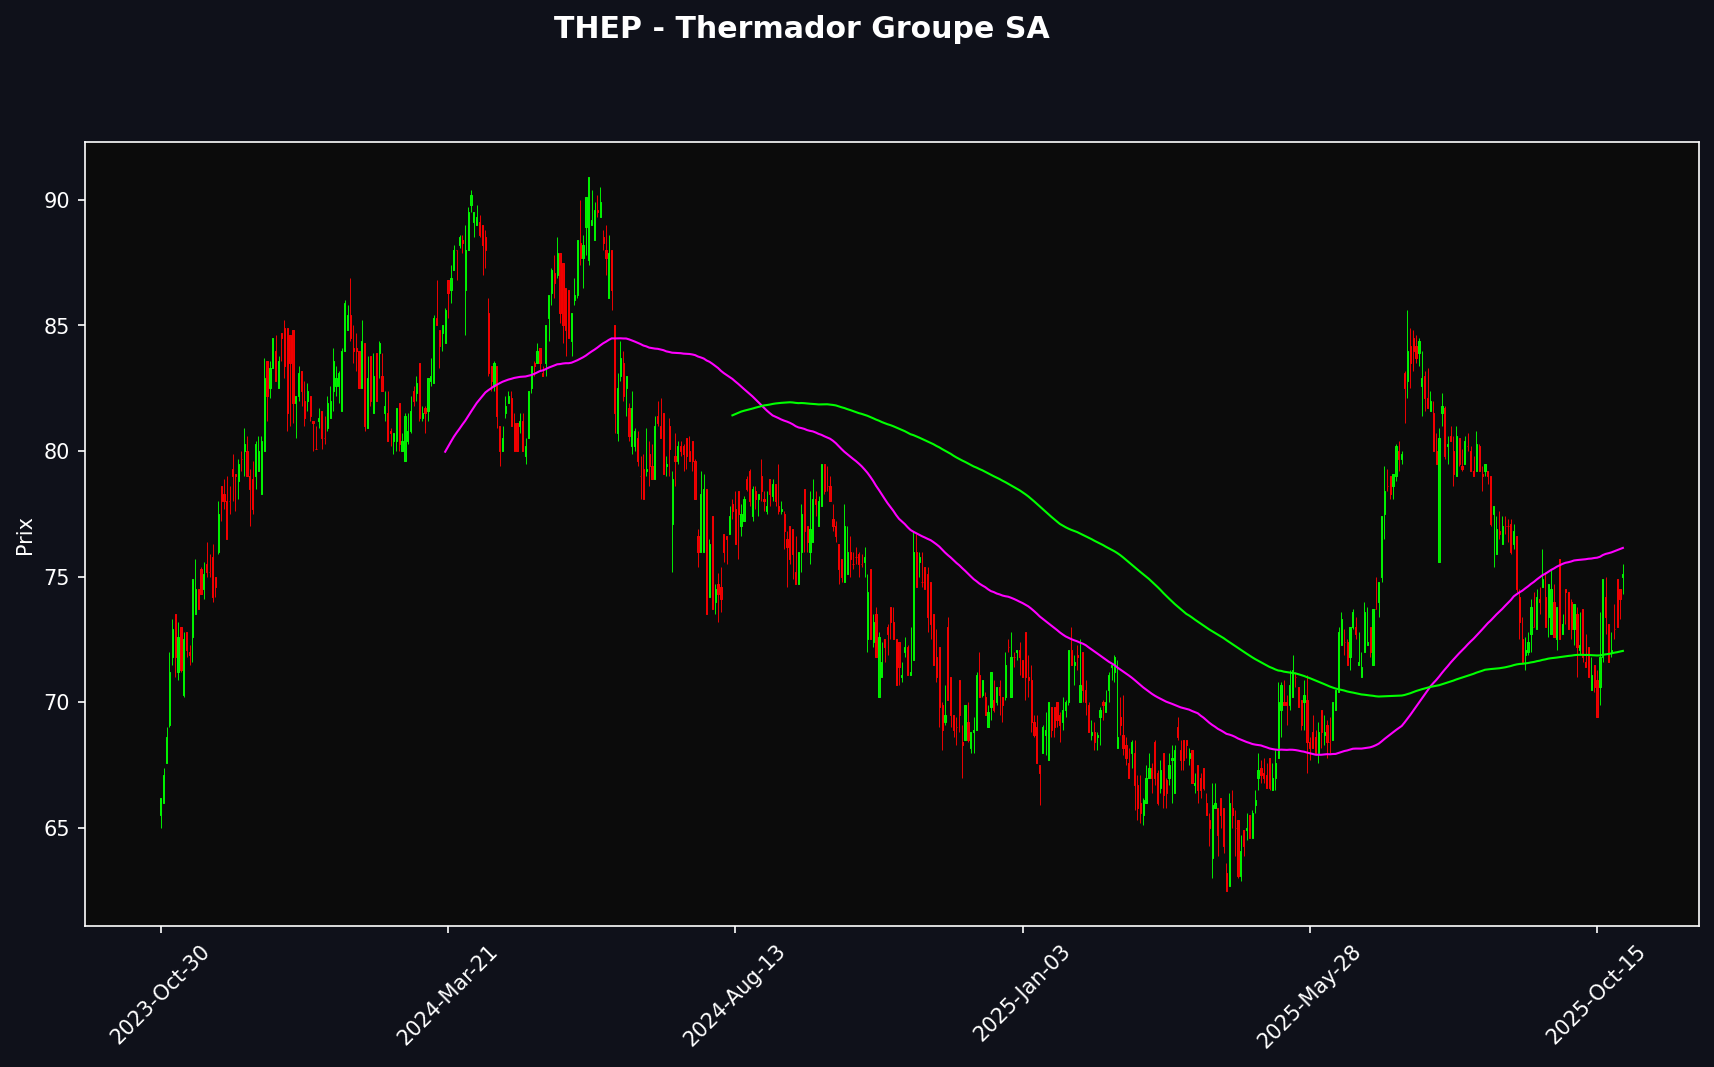 THEP - Thermador Groupe SA
Prix
90
85
80
75
70
65
2023-Oct-30
2024-Mar-21
2024-Aug-13
2025-Jan-03
2025-May-28
2025-Oct-15